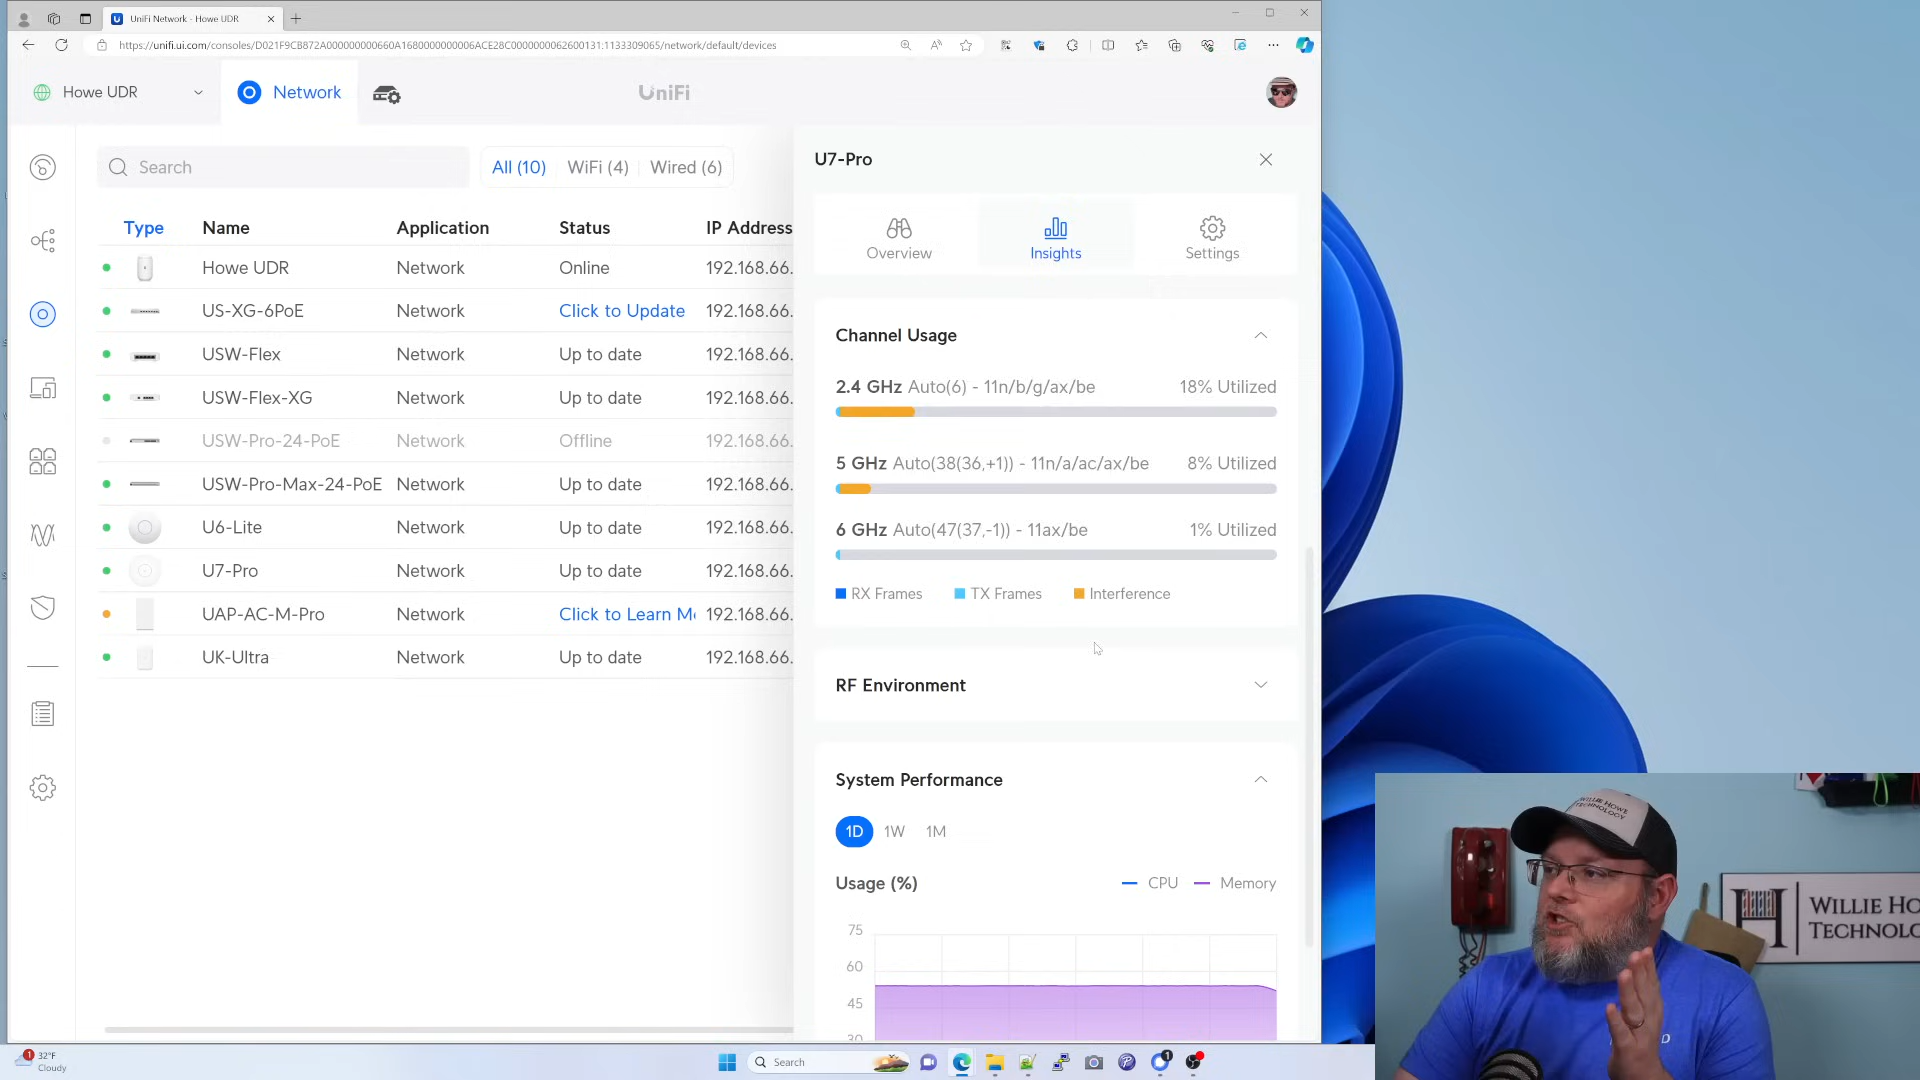 UniFi Network - Howe UDR
https://unifi.ui.com/consoles/D021F9CB872A000000000660A1680000000006ACE28C0000000062600131:1133309065/network/default/devices
Howe UDR
Network
UniFi
Search
All (10) WiFi (4) Wired (6)
Type Name Application Status IP Address
Howe UDR Network Online 192.168.66.
US-XG-6PoE Network Click to Update 192.168.66.
USW-Flex Network Up to date 192.168.66.
USW-Flex-XG Network Up to date 192.168.66.
USW-Pro-24-PoE Network Offline 192.168.66.
USW-Pro-Max-24-PoE Network Up to date 192.168.66.
U6-Lite Network Up to date 192.168.66.
U7-Pro Network Up to date 192.168.66.
UAP-AC-M-Pro Network Click to Learn M 192.168.66.
UK-Ultra Network Up to date 192.168.66.
U7-Pro
Overview Insights Settings
Channel Usage
2.4 GHz Auto(6) - 11n/b/g/ax/be 18% Utilized
5 GHz Auto(38(36,+1)) - 11n/a/ac/ax/be 8% Utilized
6 GHz Auto(47(37,-1)) - 11ax/be 1% Utilized
RX Frames TX Frames Interference
RF Environment
System Performance
1D 1W 1M
Usage (%) CPU Memory
75
60
45
30
WILLIE HOWE
TECHNOLOGY
H WILLIE HO
TECHNOLO
1 32°F
Cloudy
Search
1